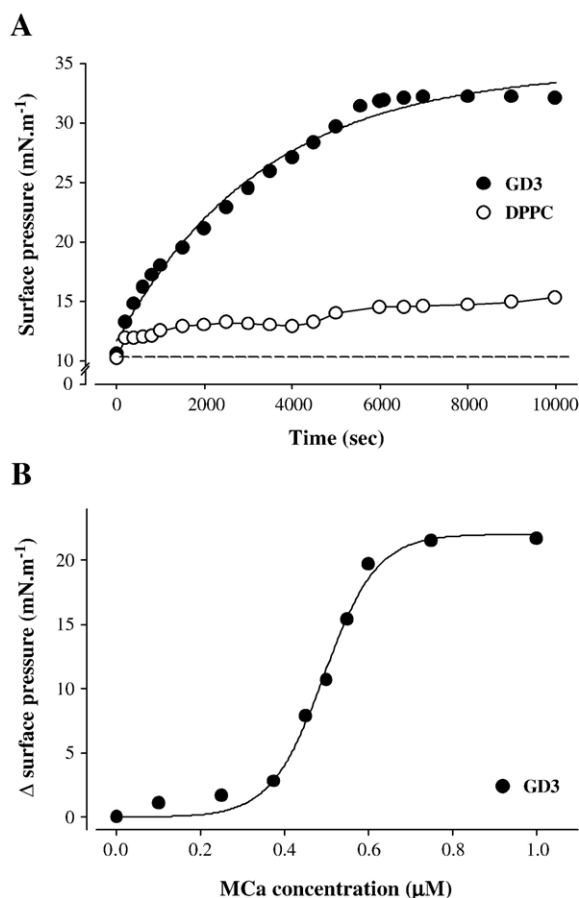 A
Surface pressure (mN.m-1)
35
30
25
20
15
10
0
GD3
DPPC
0
2000
4000
6000
8000
10000
Time (sec)
B
Δ surface pressure (mN.m-1)
20
15
10
5
0
GD3
0.0
0.2
0.4
0.6
0.8
1.0
MCa concentration (μM)